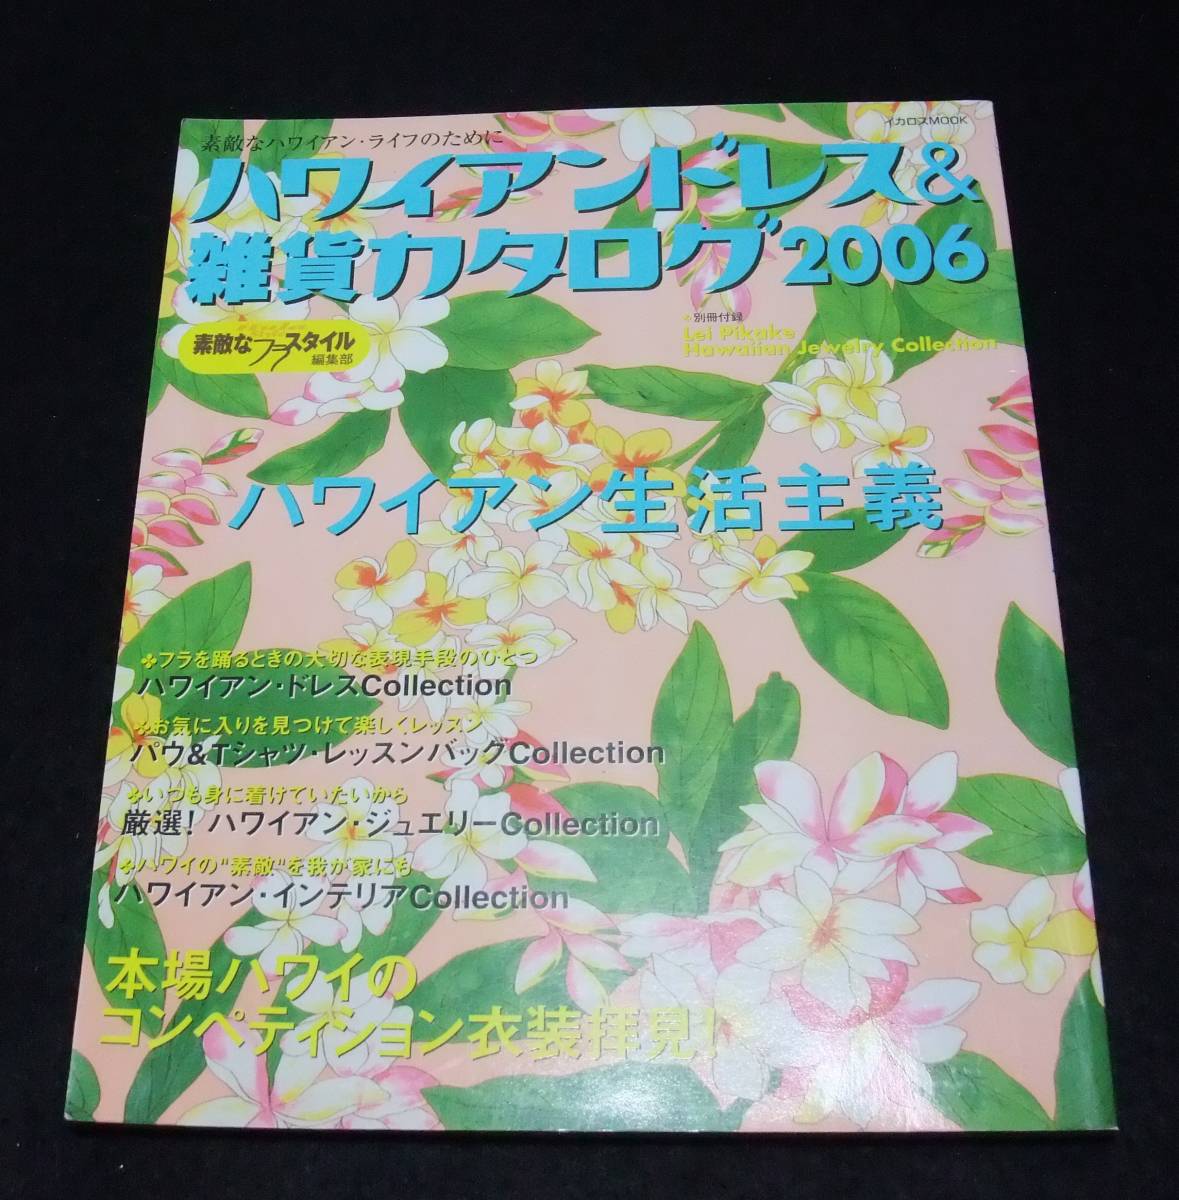 イカロスMOOK
素敵なハワイアン・ライフのために
ハワイアンドレス&
雑貨カタログ2006
素敵なフラスタイル
編集部
別冊付録
Lei Pikake
Hawaiian Jewelry Collection
ハワイアン生活主義
フラを踊るときの大切な表現手段のひとつ
ハワイアン・ドレスCollection
お気に入りを見つけて楽しくレッスン
パウ&Tシャツ・レッスンバッグCollection
いつも身に着けていたいから
厳選！ハワイアン・ジュエリーCollection
ハワイの"素敵"を我が家にも
ハワイアン・インテリアCollection
本場ハワイの
コンペティション衣装拝見！